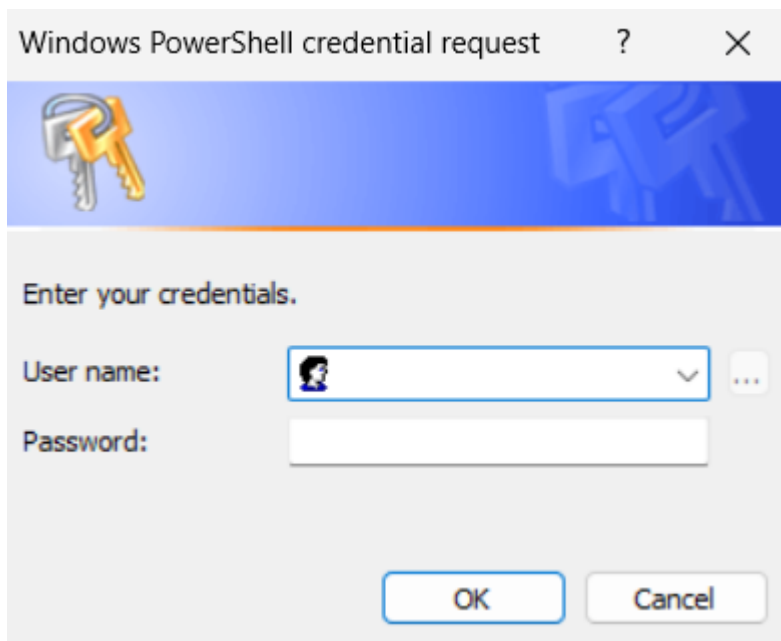 Windows PowerShell credential request ?
Enter your credentials.
User name:
...
Password:
OK Cancel